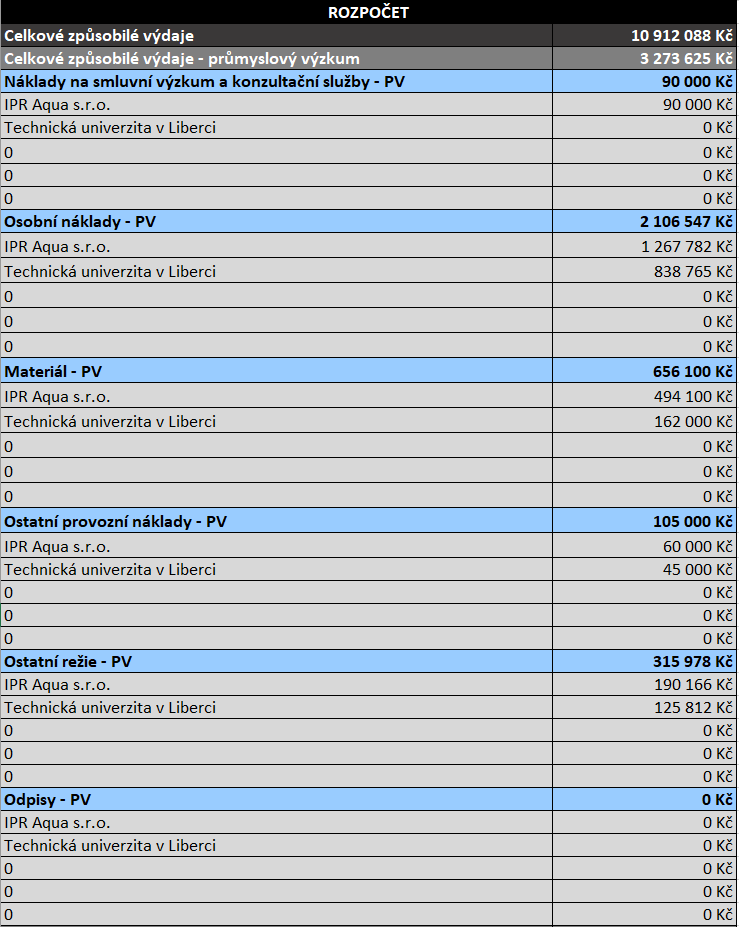 ROZPOČET
Celkové způsobilé výdaje 10 912 088 Kč
Celkové způsobilé výdaje - průmyslový výzkum 3 273 625 Kč
Náklady na smluvní výzkum a konzultační služby - PV 90 000 Kč
IPR Aqua s.r.o. 90 000 Kč
Technická univerzita v Liberci 0 Kč
0 0 Kč
0 0 Kč
0 0 Kč
Osobní náklady - PV 2 106 547 Kč
IPR Aqua s.r.o. 1 267 782 Kč
Technická univerzita v Liberci 838 765 Kč
0 0 Kč
0 0 Kč
0 0 Kč
Materiál - PV 656 100 Kč
IPR Aqua s.r.o. 494 100 Kč
Technická univerzita v Liberci 162 000 Kč
0 0 Kč
0 0 Kč
0 0 Kč
Ostatní provozní náklady - PV 105 000 Kč
IPR Aqua s.r.o. 60 000 Kč
Technická univerzita v Liberci 45 000 Kč
0 0 Kč
0 0 Kč
0 0 Kč
Ostatní režie - PV 315 978 Kč
IPR Aqua s.r.o. 190 166 Kč
Technická univerzita v Liberci 125 812 Kč
0 0 Kč
0 0 Kč
0 0 Kč
Odpisy - PV 0 Kč
IPR Aqua s.r.o. 0 Kč
Technická univerzita v Liberci 0 Kč
0 0 Kč
0 0 Kč
0 0 Kč